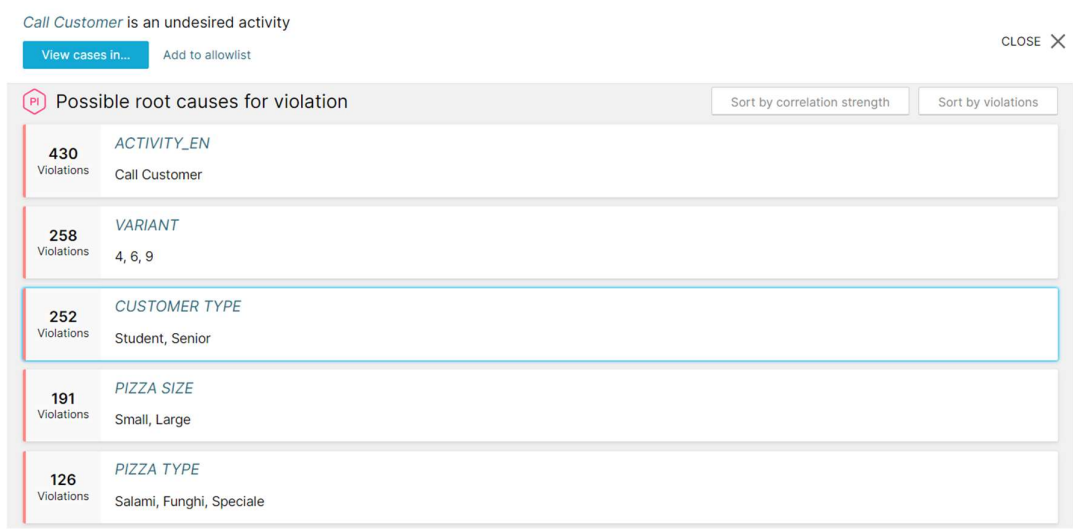 Call Customer is an undesired activity
View cases in...
Add to allowlist
CLOSE
PI
Possible root causes for violation
Sort by correlation strength
Sort by violations
430
Violations
ACTIVITY_EN
Call Customer
258
Violations
VARIANT
4, 6, 9
252
Violations
CUSTOMER TYPE
Student, Senior
191
Violations
PIZZA SIZE
Small, Large
126
Violations
PIZZA TYPE
Salami, Funghi, Speciale